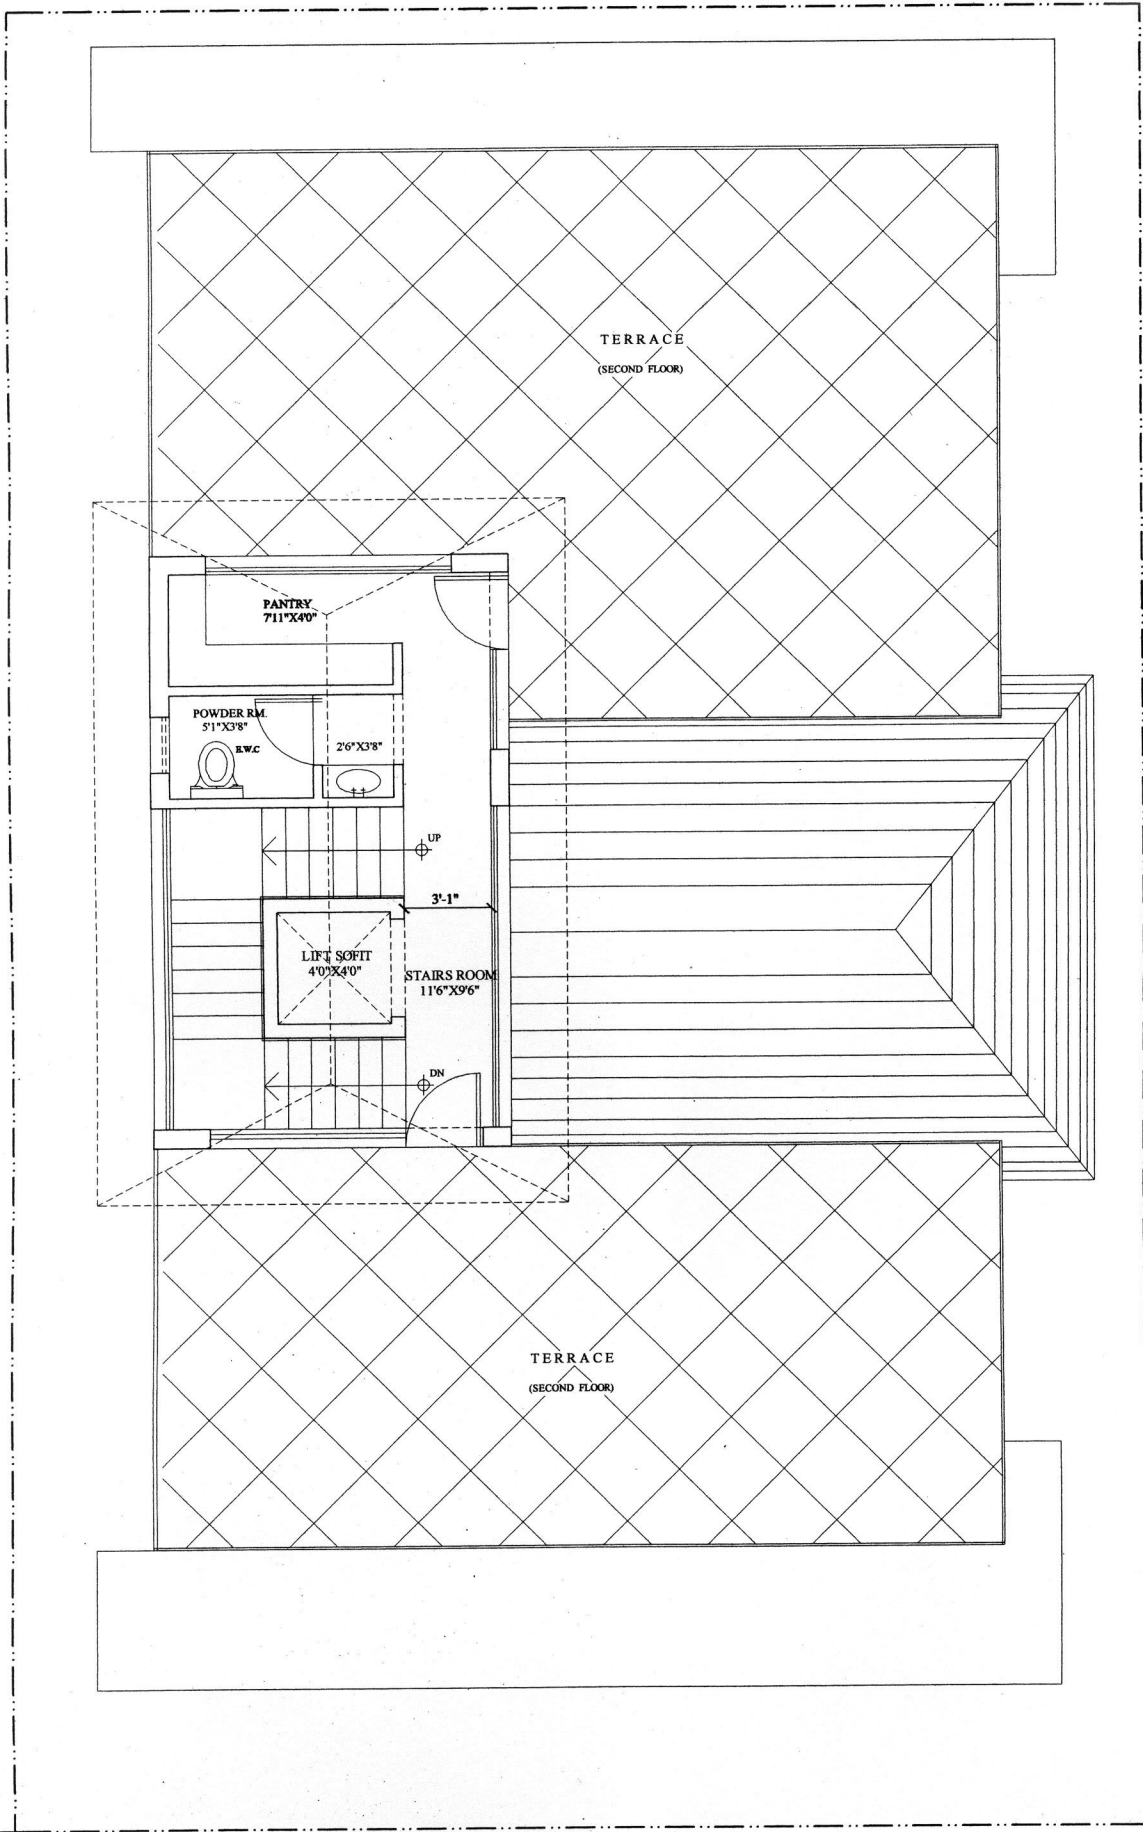 TERRACE
(SECOND FLOOR)
PANTRY
7'11"X4'0"
POWDER RM.
5'1"X3'8"
E.W.C
2'6"X3'8"
UP
3'-1"
LIFT SOFIT
4'0"X4'0"
STAIRS ROOM
11'6"X9'6"
DN
TERRACE
(SECOND FLOOR)